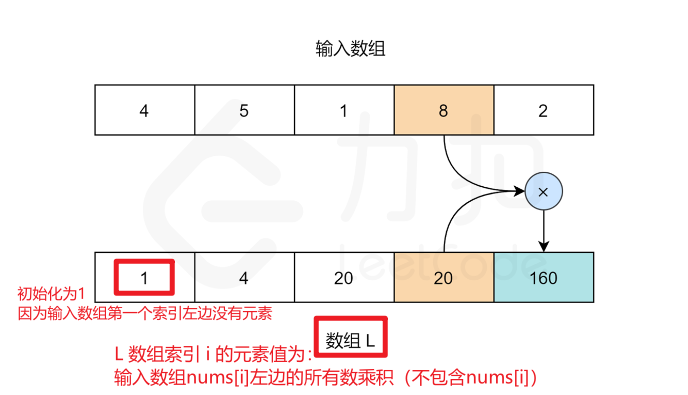 输入数组
4 5 1 8 2
×
力扣
LeetCode
1 4 20 20 160
初始化为1
因为输入数组第一个索引左边没有元素
数组 L
L 数组索引 i 的元素值为:
输入数组nums[i]左边的所有数乘积（不包含nums[i]）